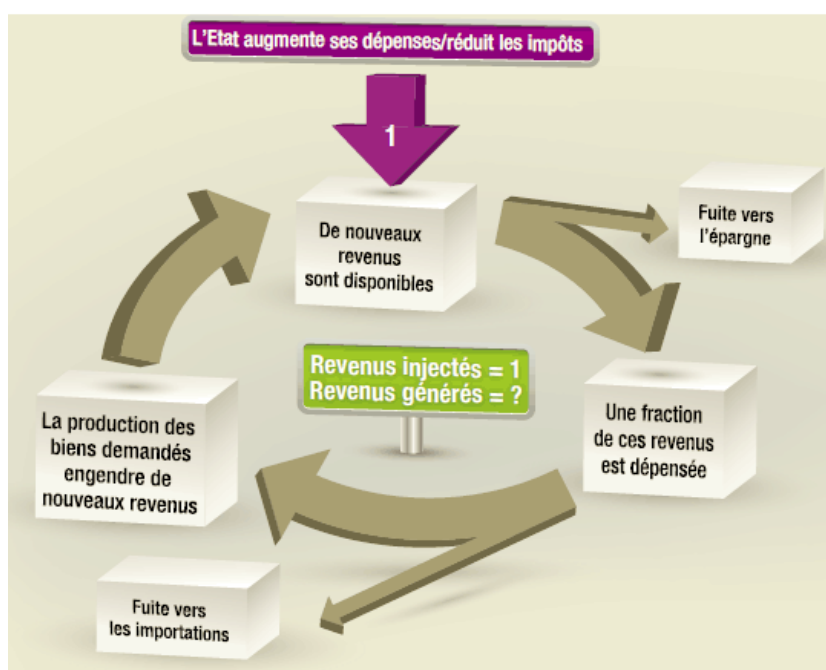 L'Etat augmente ses dépenses/réduit les impôts
1
De nouveaux
revenus
sont disponibles
Fuite vers
l'épargne
Revenus injectés = 1
Revenus générés = ?
Une fraction
de ces revenus
est dépensée
La production des
biens demandés
engendre de
nouveaux revenus
Fuite vers
les importations